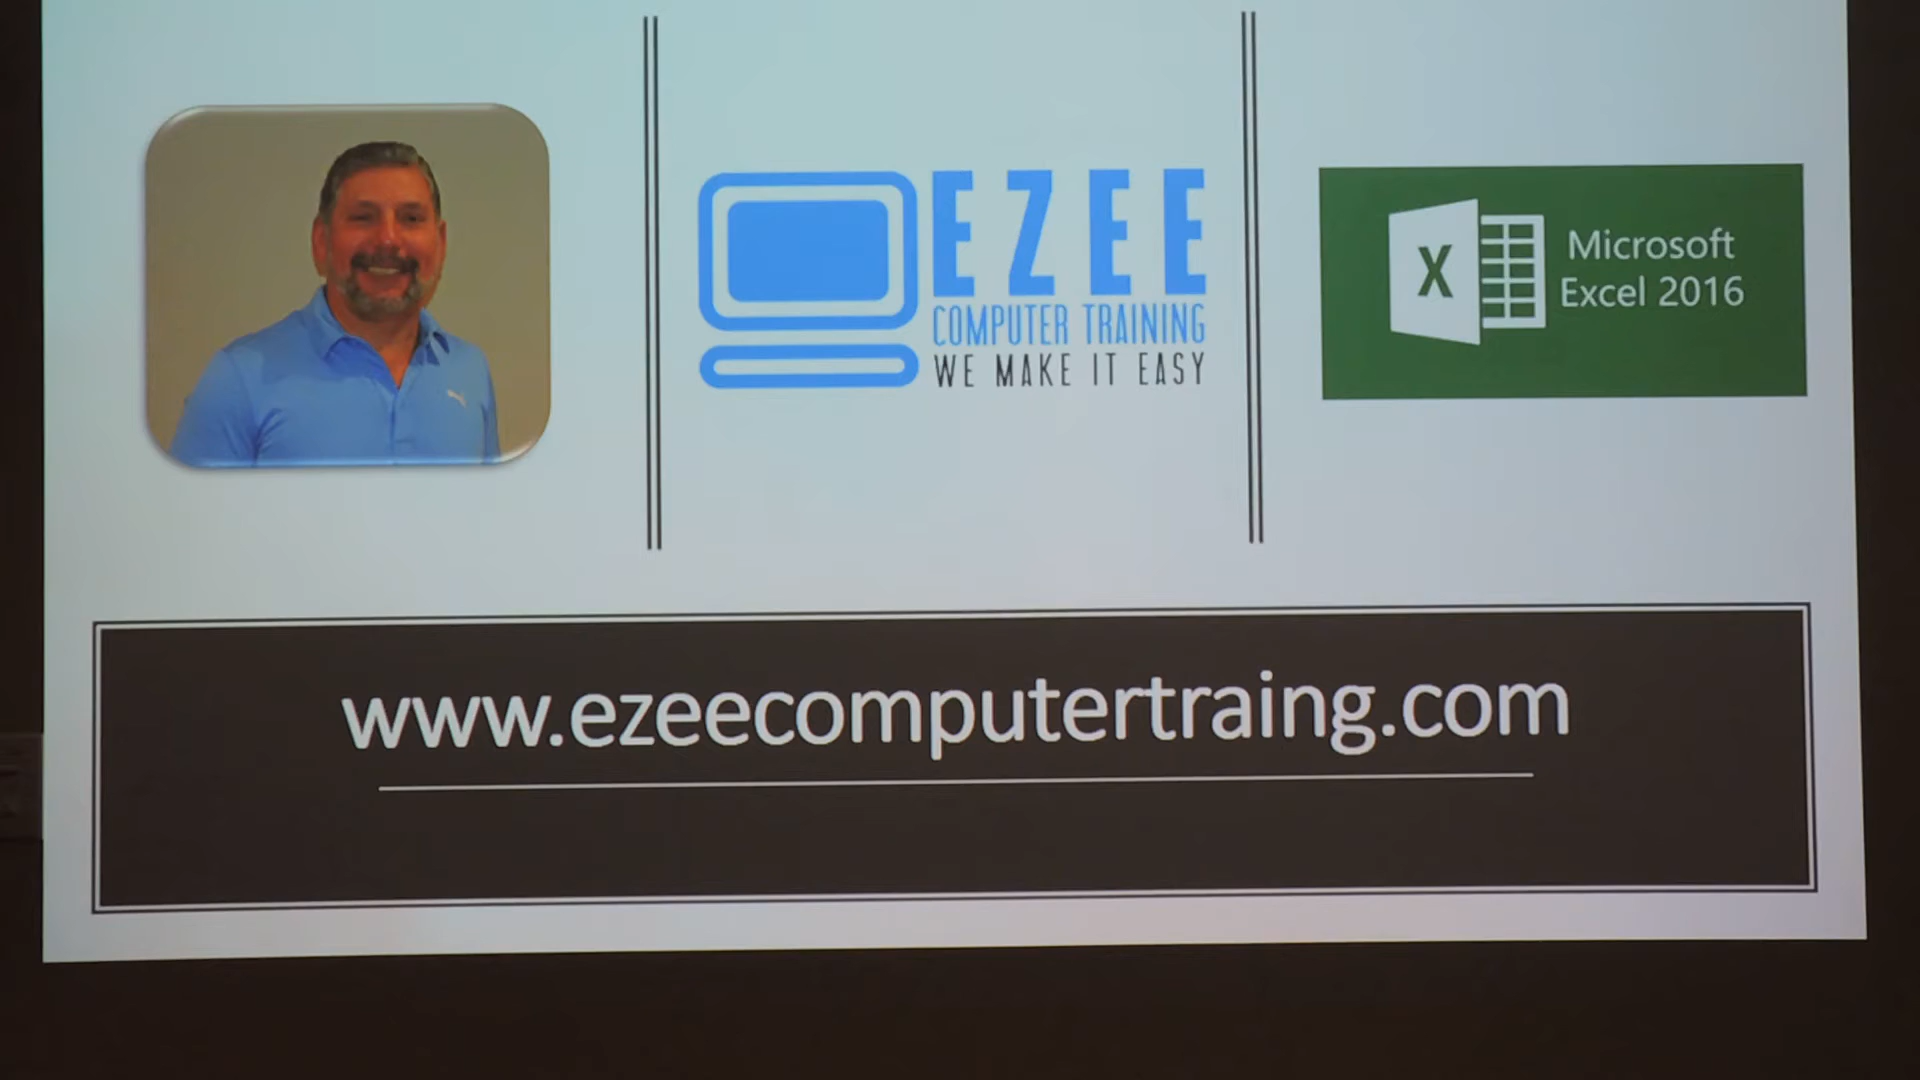 EZEE
COMPUTER TRAINING
WE MAKE IT EASY
X
Microsoft
Excel 2016
www.ezeecomputertraing.com